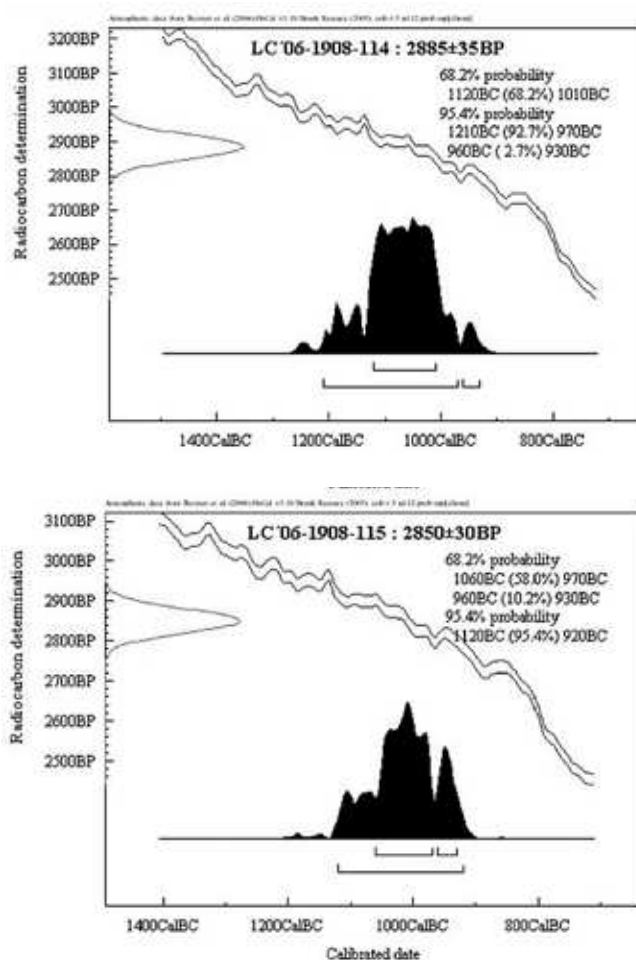 LC´06-1908-114 : 2885±35BP
68.2% probability
1120BC (68.2%) 1010BC
95.4% probability
1210BC (92.7%) 970BC
960BC ( 2.7%) 930BC
Radiocarbon determination
3200BP
3100BP
3000BP
2900BP
2800BP
2700BP
2600BP
2500BP
1400CalBC 1200CalBC 1000CalBC 800CalBC
LC´06-1908-115 : 2850±30BP
68.2% probability
1060BC (58.0%) 970BC
960BC (10.2%) 930BC
95.4% probability
1120BC (95.4%) 920BC
Radiocarbon determination
3100BP
3000BP
2900BP
2800BP
2700BP
2600BP
2500BP
1400CalBC 1200CalBC 1000CalBC 800CalBC
Calibrated date